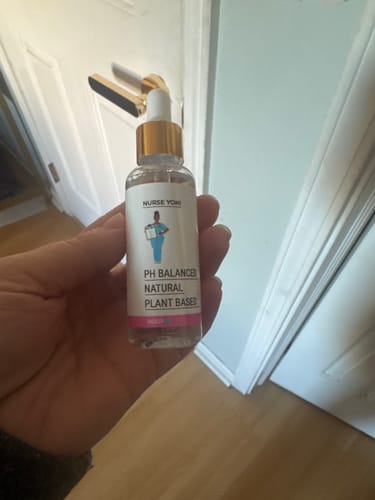 NURSE YONI
PH BALANCED
NATURAL
PLANT BASED